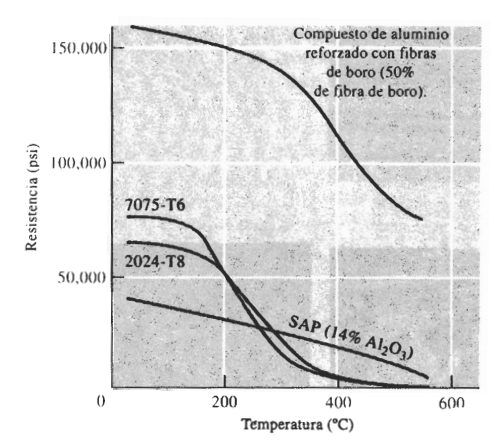 Compuesto de aluminio
reforzado con fibras
de boro (50%
de fibra de boro).
150.000
100,000
50,000
0
7075-T6
2024-T8
SAP (14% Al₂O₃)
200
400
600
Resistencia (psi)
Temperatura (ºC)